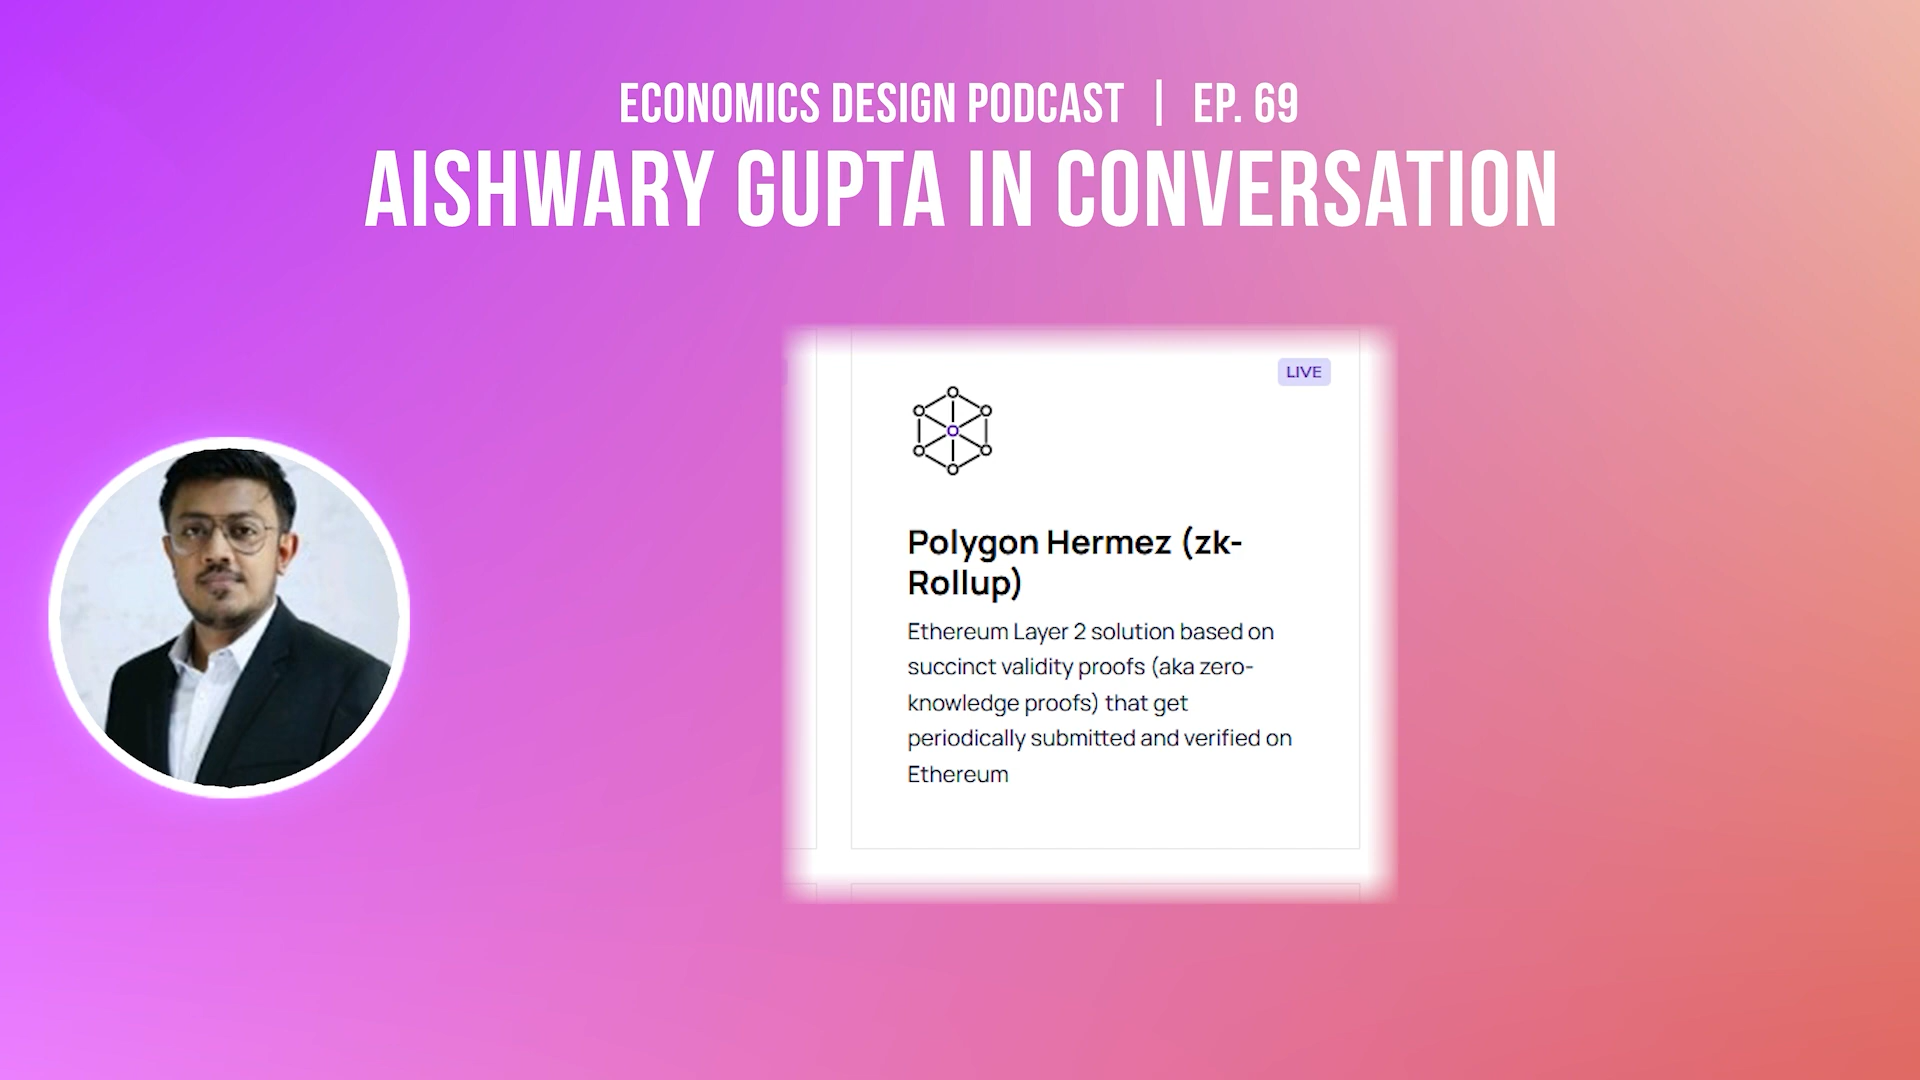 ECONOMICS DESIGN PODCAST | EP. 69
AISHWARY GUPTA IN CONVERSATION
LIVE
Polygon Hermez (zk-
Rollup)
Ethereum Layer 2 solution based on
succinct validity proofs (aka zero-
knowledge proofs) that get
periodically submitted and verified on
Ethereum